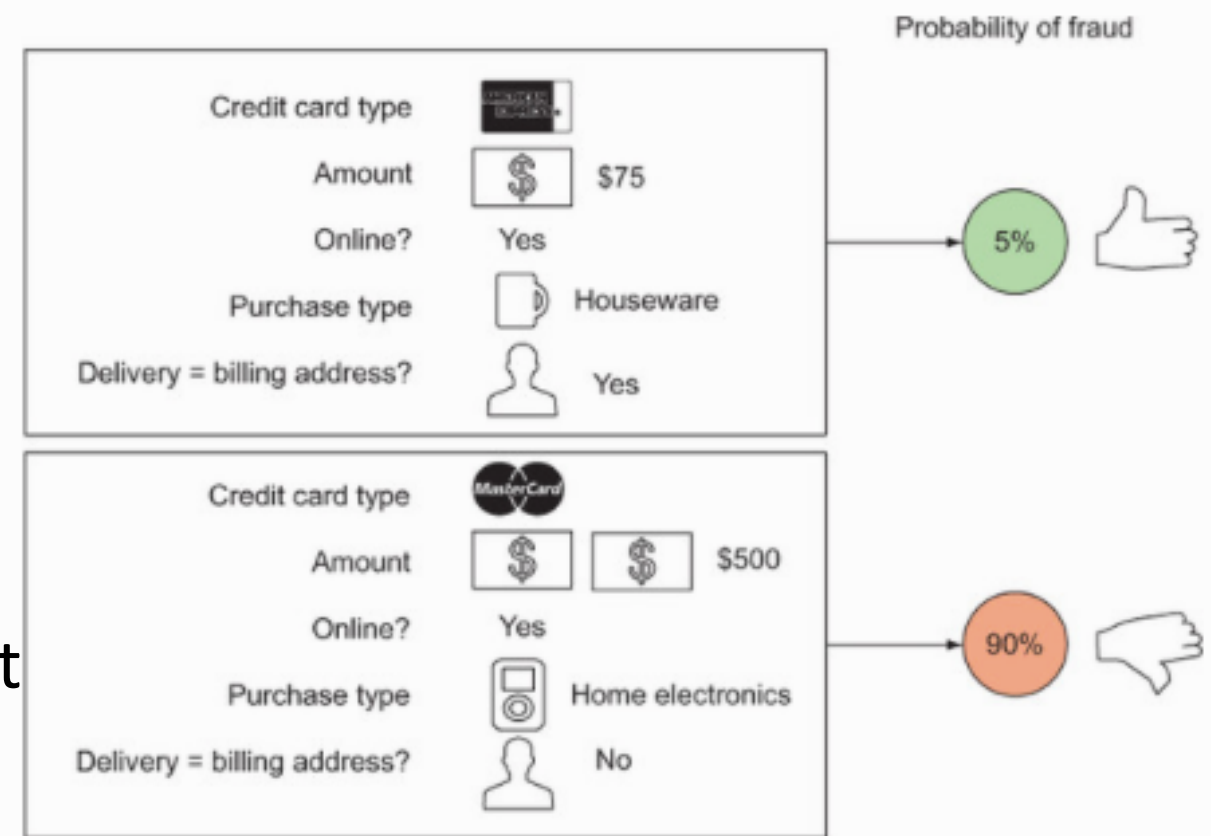 Probability of fraud
Credit card type
Amount $75
Online? Yes
Purchase type Houseware
Delivery = billing address? Yes
5%
Credit card type MasterCard
Amount $500
Online? Yes
Purchase type Home electronics
Delivery = billing address? No
90%
t